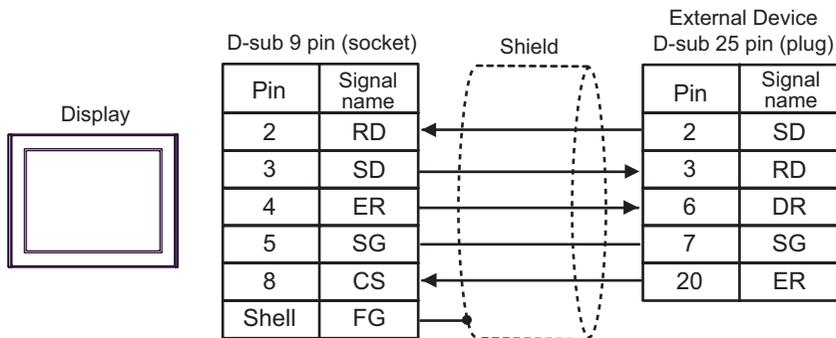 External Device
D-sub 9 pin (socket) Shield D-sub 25 pin (plug)
Display
Pin Signal name Pin Signal name
2 RD 2 SD
3 SD 3 RD
4 ER 6 DR
5 SG 7 SG
8 CS 20 ER
Shell FG